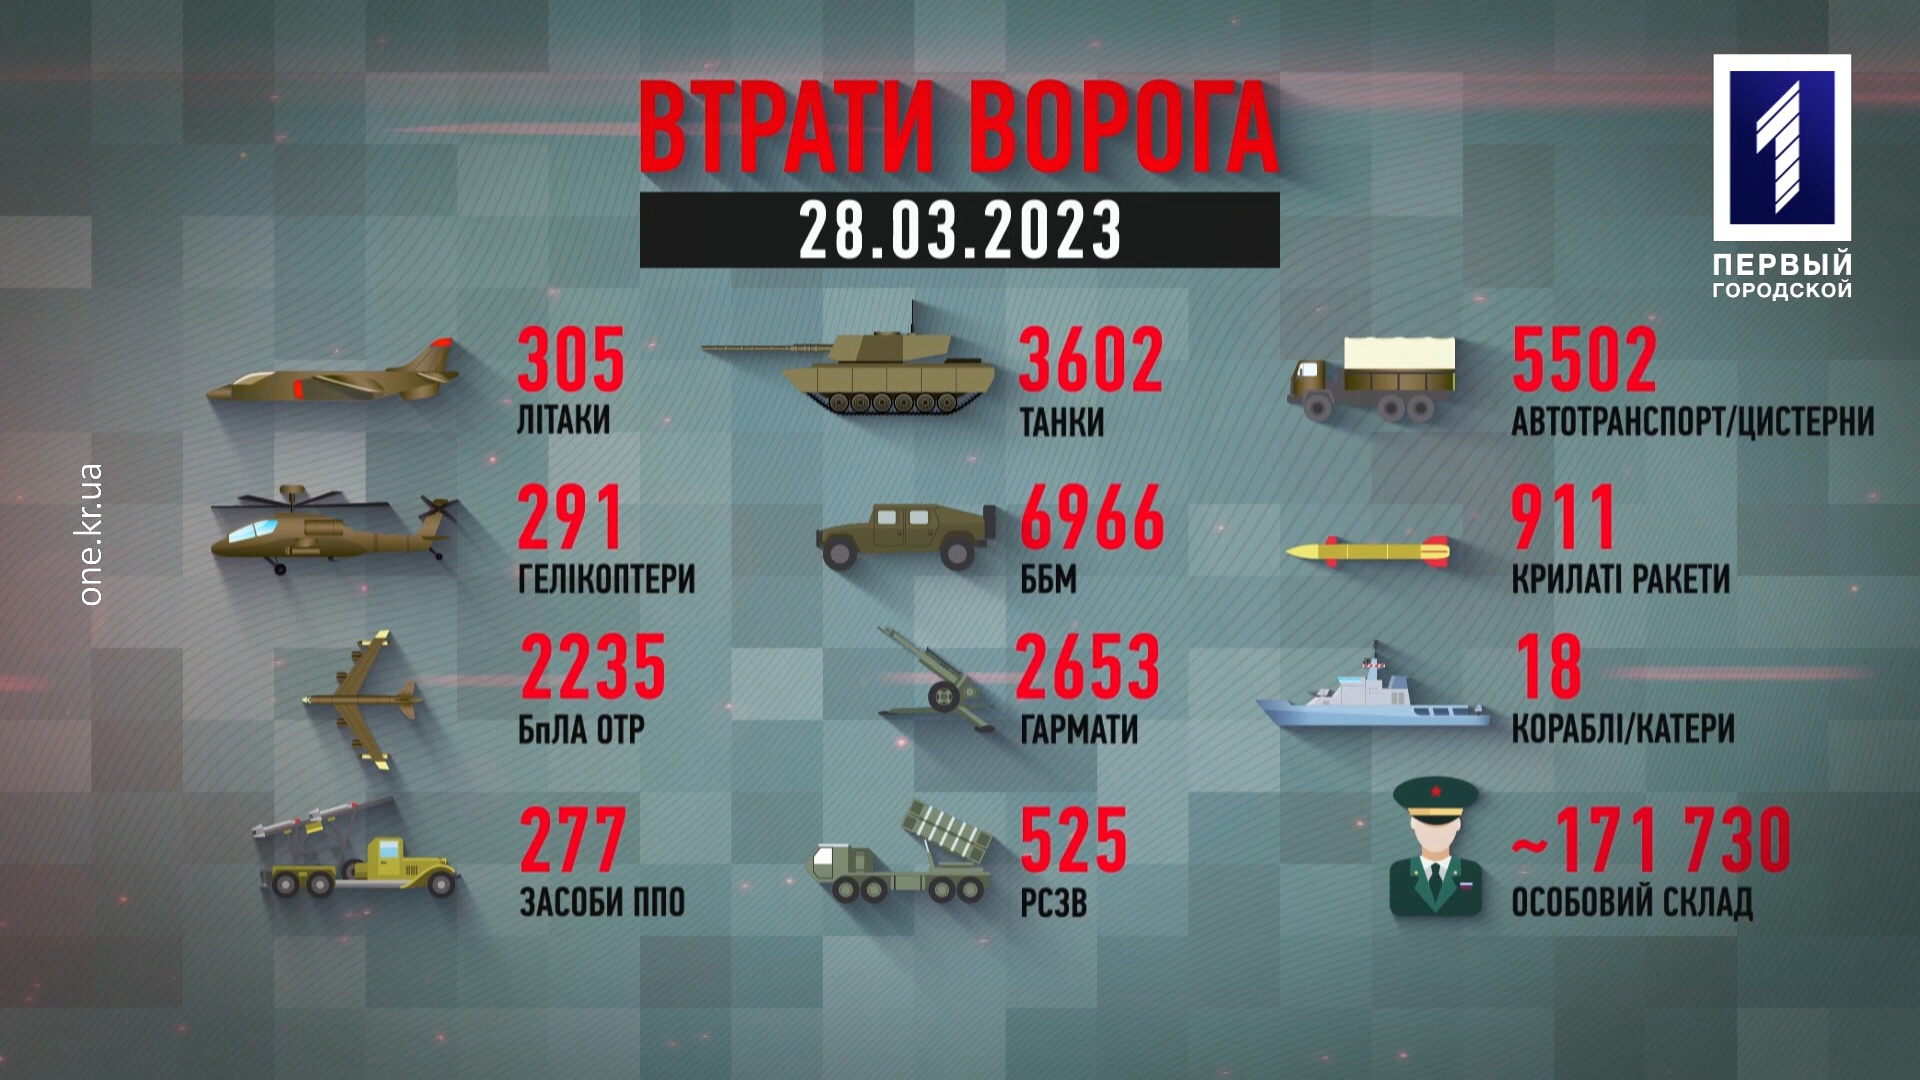 ВТРАТИ ВОРОГА
28.03.2023
ПЕРВЫЙ
ГОРОДСКОЙ
one.kr.ua
305
ЛІТАКИ
3602
ТАНКИ
5502
АВТОТРАНСПОРТ/ЦИСТЕРНИ
291
ГЕЛІКОПТЕРИ
6966
ББМ
911
КРИЛАТІ РАКЕТИ
2235
БпЛА ОТР
2653
ГАРМАТИ
18
КОРАБЛІ/КАТЕРИ
277
ЗАСОБИ ППО
525
РСЗВ
~171 730
ОСОБОВИЙ СКЛАД